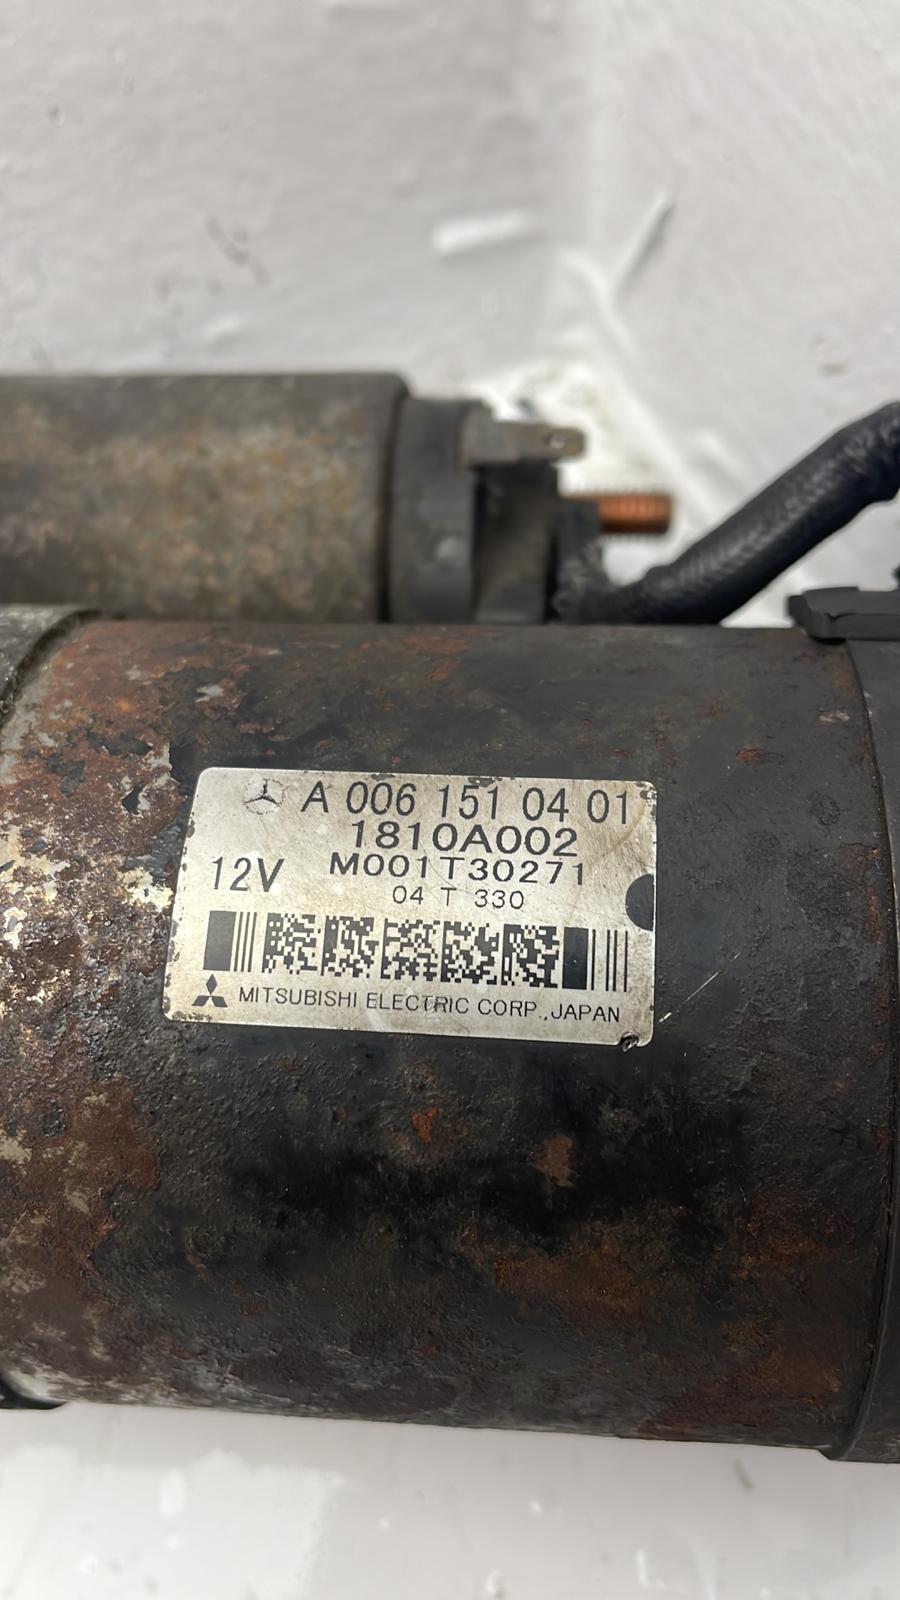 A 006 151 04 01
1810A002
12V M001T30271
04 T 330
MITSUBISHI ELECTRIC CORP.,JAPAN